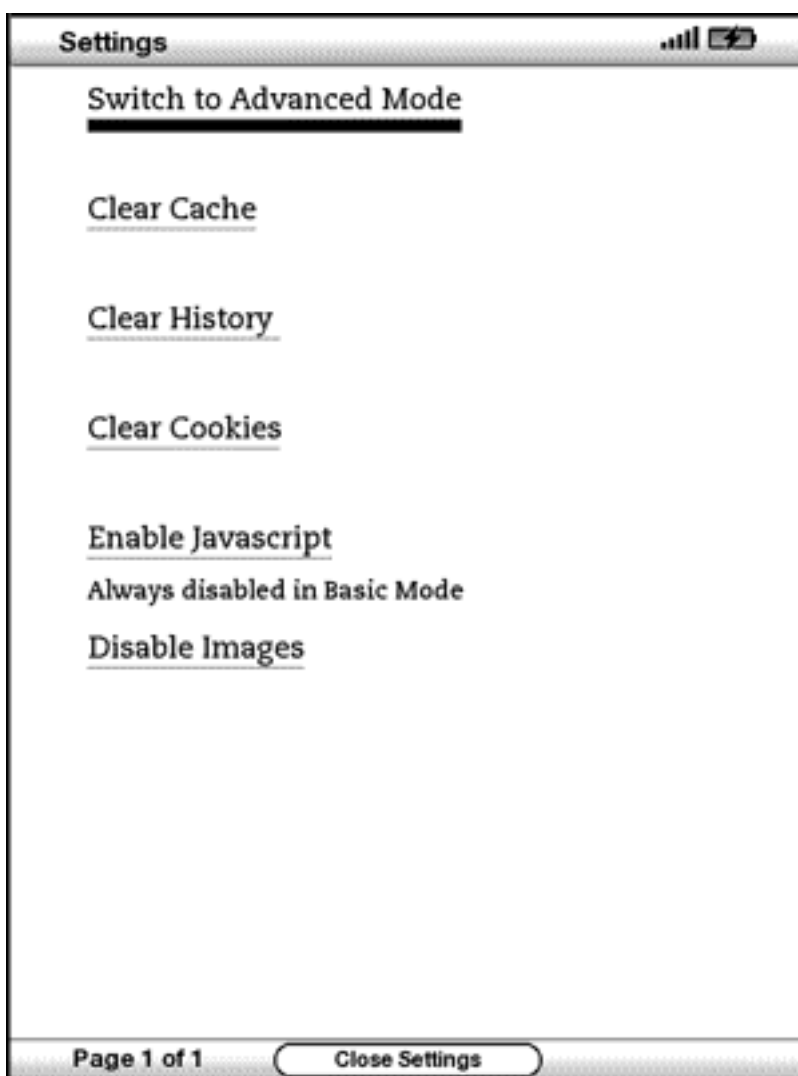 Settings
Switch to Advanced Mode
Clear Cache
Clear History
Clear Cookies
Enable Javascript
Always disabled in Basic Mode
Disable Images
Page 1 of 1 Close Settings